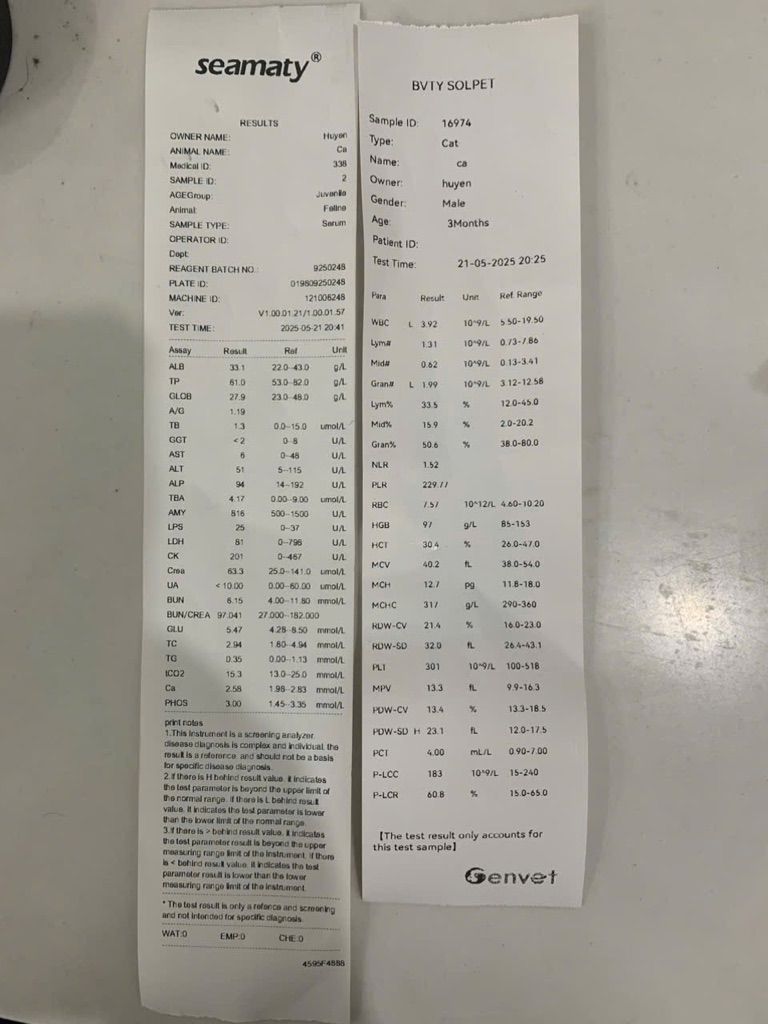 seamaty®
RESULTS
OWNER NAME: Huyen
ANIMAL NAME: Ca
Medical ID: 338
SAMPLE ID: 2
AGEGroup: Juvenile
Animal: Feline
SAMPLE TYPE: Serum
OPERATOR ID:
Dept:
REAGENT BATCH NO.: 9250248
PLATE ID: 019809250248
MACHINE ID: 121006248
Ver: V1.00.01.21/1.00.01.57
TEST TIME: 2025-05-21 20:41
Assay Result Ref Unit
ALB 33.1 22.0--43.0 g/L
TP 61.0 53.0--82.0 g/L
GLOB 27.9 23.0--48.0 g/L
A/G 1.19
TB 1.3 0.0--15.0 umol/L
GGT <2 0--8 U/L
AST 6 0--48 U/L
ALT 51 5--115 U/L
ALP 94 14--192 U/L
TBA 4.17 0.00--9.00 umol/L
AMY 816 500--1500 U/L
LPS 25 0--37 U/L
LDH 81 0--798 U/L
CK 201 0--467 U/L
Crea 63.3 25.0--141.0 umol/L
UA <10.00 0.00--60.00 umol/L
BUN 6.15 4.00--11.80 mmol/L
BUN/CREA 97.041 27.000--182.000
GLU 5.47 4.28--8.50 mmol/L
TC 2.94 1.80--4.94 mmol/L
TG 0.35 0.00--1.13 mmol/L
tCO2 15.3 13.0--25.0 mmol/L
Ca 2.58 1.98--2.83 mmol/L
PHOS 3.00 1.45--3.35 mmol/L
print notes
1.This Instrument is a screening analyzer,
disease diagnosis is complex and individual, the
result is a reference, and should not be a basis
for specific disease diagnosis.
2.if there is H behind result value, it indicates
the test parameter is beyond the upper limit of
the normal range. if there is L behind result
value, it indicates the test parameter is lower
than the lower limit of the normal range.
3.if there is > behind result value, it indicates
the test parameter result is beyond the upper
measuring range limit of the instrument. if there
is < behind result value, it indicates the test
parameter result is lower than the lower
measuring range limit of the instrument.
* The test result is only a refence and screening
and not intended for specific diagnosis.
WAT:0 EMP:0 CHE:0
4595F4888
BVTY SOLPET
Sample ID: 16974
Type: Cat
Name: ca
Owner: huyen
Gender: Male
Age: 3Months
Patient ID:
Test Time: 21-05-2025 20:25
Para Result Unit Ref. Range
WBC L 3.92 10^9/L 5.50-19.50
Lym# 1.31 10^9/L 0.73-7.86
Mid# 0.62 10^9/L 0.13-3.41
Gran# L 1.99 10^9/L 3.12-12.58
Lym% 33.5 % 12.0-45.0
Mid% 15.9 % 2.0-20.2
Gran% 50.6 % 38.0-80.0
NLR 1.52
PLR 229.77
RBC 7.57 10^12/L 4.60-10.20
HGB 97 g/L 85-153
HCT 30.4 % 26.0-47.0
MCV 40.2 fL 38.0-54.0
MCH 12.7 pg 11.8-18.0
MCHC 317 g/L 290-360
RDW-CV 21.4 % 16.0-23.0
RDW-SD 32.0 fL 26.4-43.1
PLT 301 10^9/L 100-518
MPV 13.3 fL 9.9-16.3
PDW-CV 13.4 % 13.3-18.5
PDW-SD H 23.1 fL 12.0-17.5
PCT 4.00 mL/L 0.90-7.00
P-LCC 183 10^9/L 15-240
P-LCR 60.8 % 15.0-65.0
【The test result only accounts for
this test sample】
Genvet